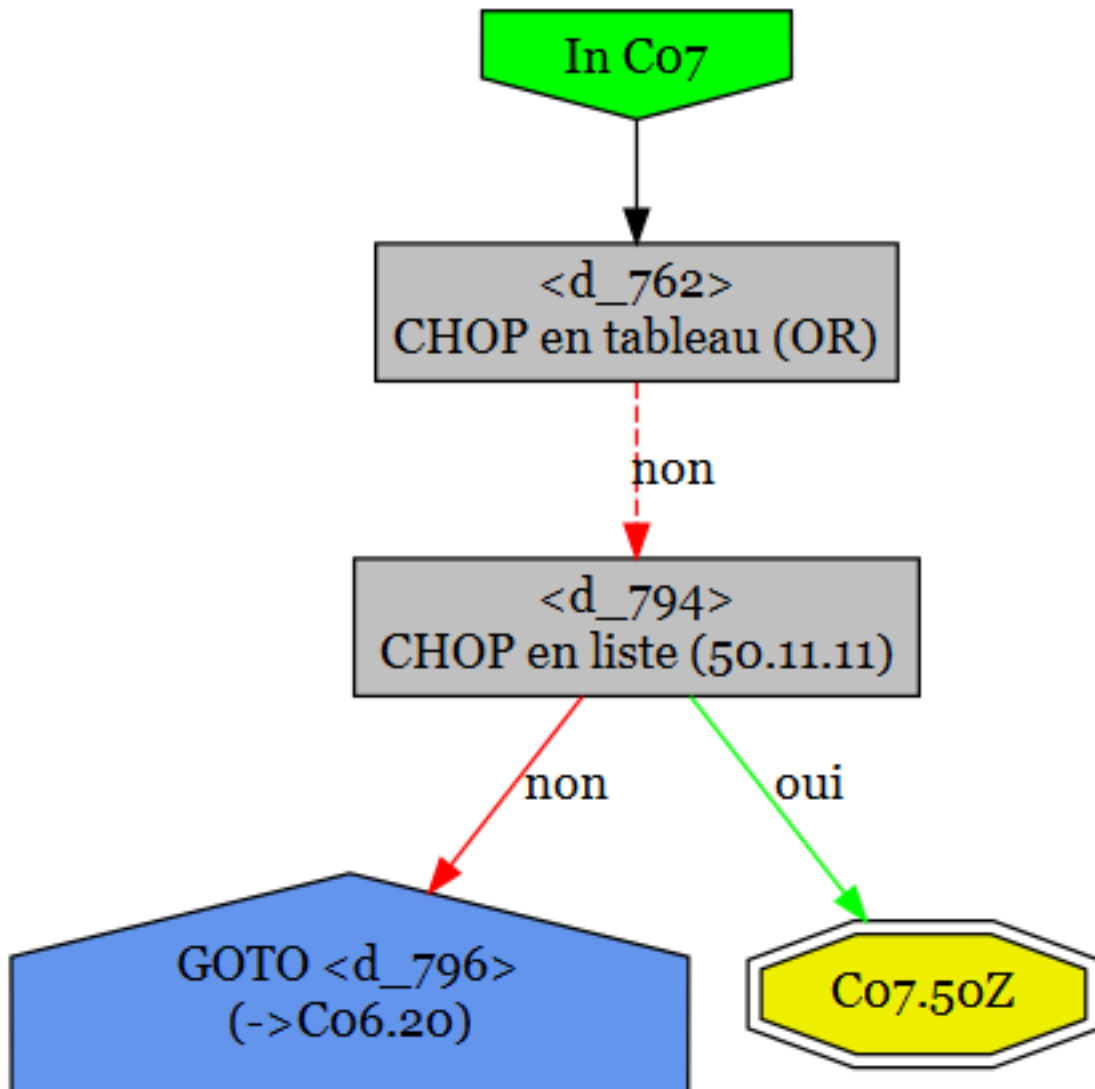 In C07
<d_762>
CHOP en tableau (OR)
non
<d_794>
CHOP en liste (50.11.11)
non
oui
GOTO <d_796>
(->C06.20)
C07.50Z